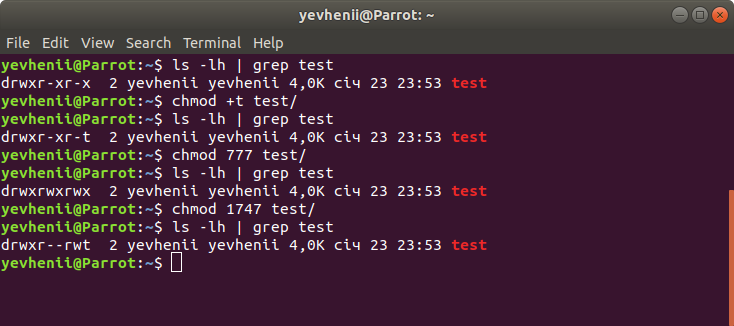 yevhenii@Parrot: ~
File Edit View Search Terminal Help
yevhenii@Parrot:~$ ls -lh | grep test
drwxr-xr-x  2 yevhenii yevhenii 4,0K січ 23 23:53 test
yevhenii@Parrot:~$ chmod +t test/
yevhenii@Parrot:~$ ls -lh | grep test
drwxr-xr-t  2 yevhenii yevhenii 4,0K січ 23 23:53 test
yevhenii@Parrot:~$ chmod 777 test/
yevhenii@Parrot:~$ ls -lh | grep test
drwxrwxrwx  2 yevhenii yevhenii 4,0K січ 23 23:53 test
yevhenii@Parrot:~$ chmod 1747 test/
yevhenii@Parrot:~$ ls -lh | grep test
drwxr--rwt  2 yevhenii yevhenii 4,0K січ 23 23:53 test
yevhenii@Parrot:~$